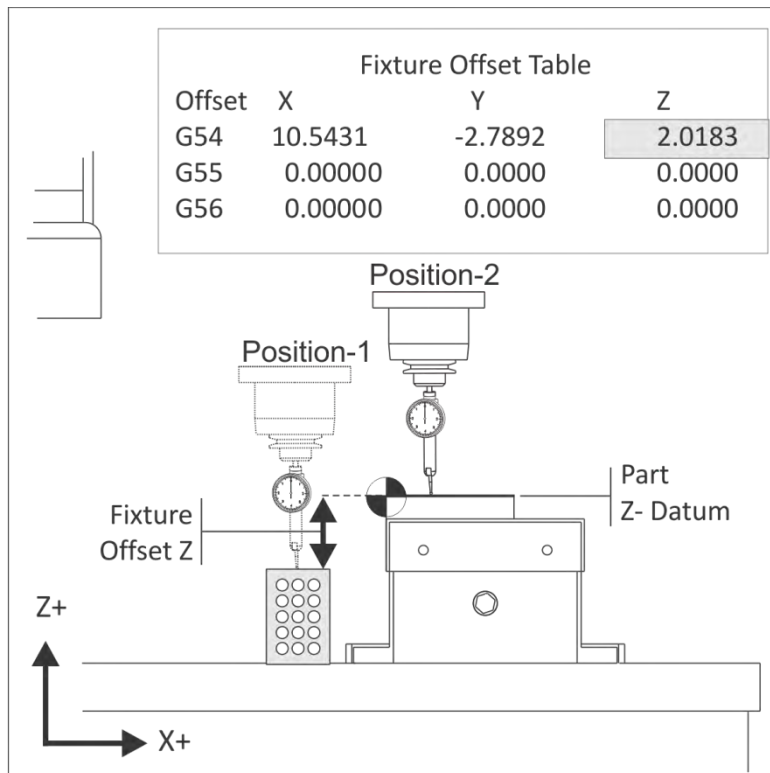 Fixture Offset Table
Offset X Y Z
G54 10.5431 -2.7892 2.0183
G55 0.00000 0.0000 0.0000
G56 0.00000 0.0000 0.0000
Position-2
Position-1
Part
Z- Datum
Fixture
Offset Z
Z+
X+